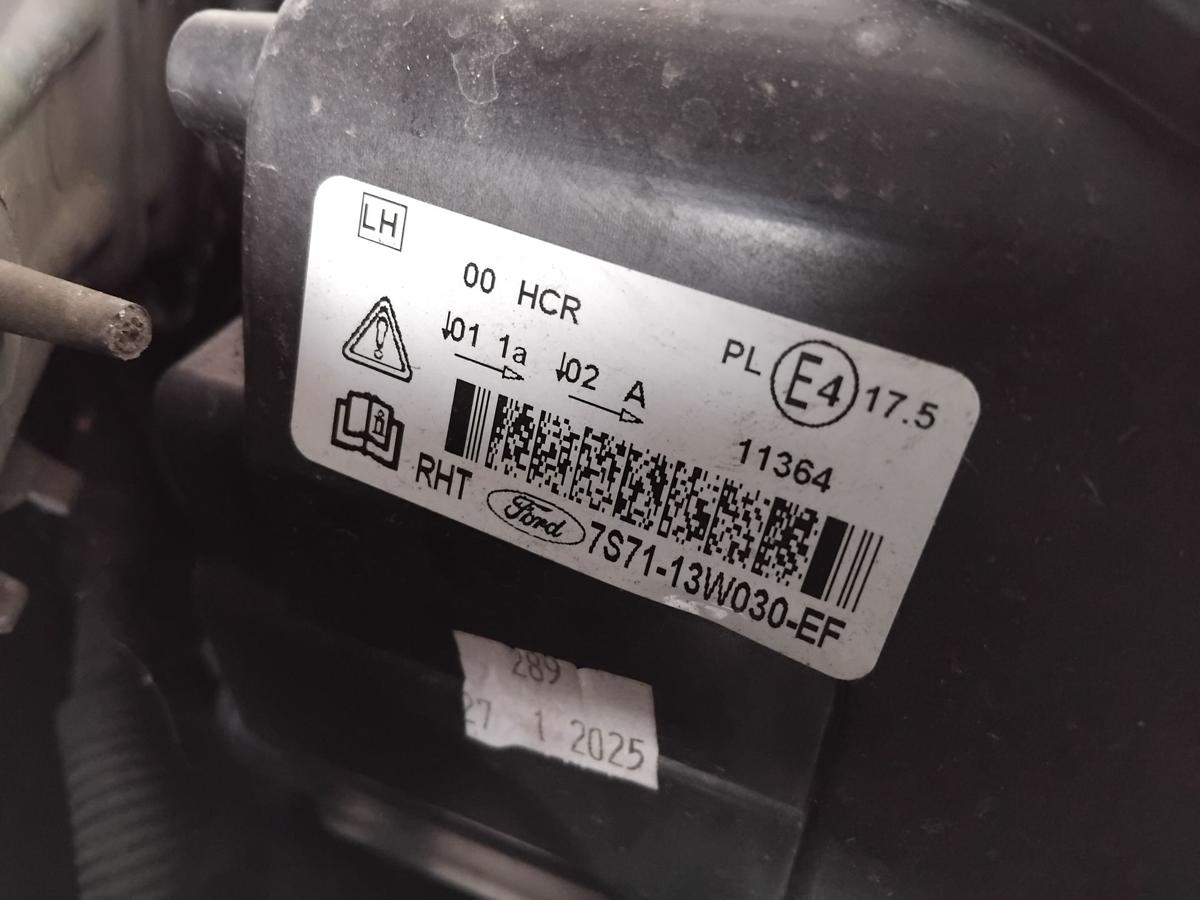 LH
00 HCR
01 1a 02 A
PL E4 17.5
11364
RHT Ford 7S71-13W030-EF
289
27 1 2025